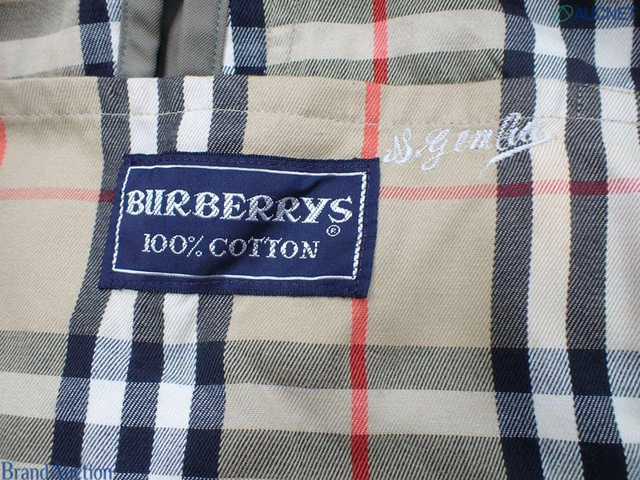 AUCNET
S. Gemba
BURBERRYS
®
100% COTTON
Brand Auction